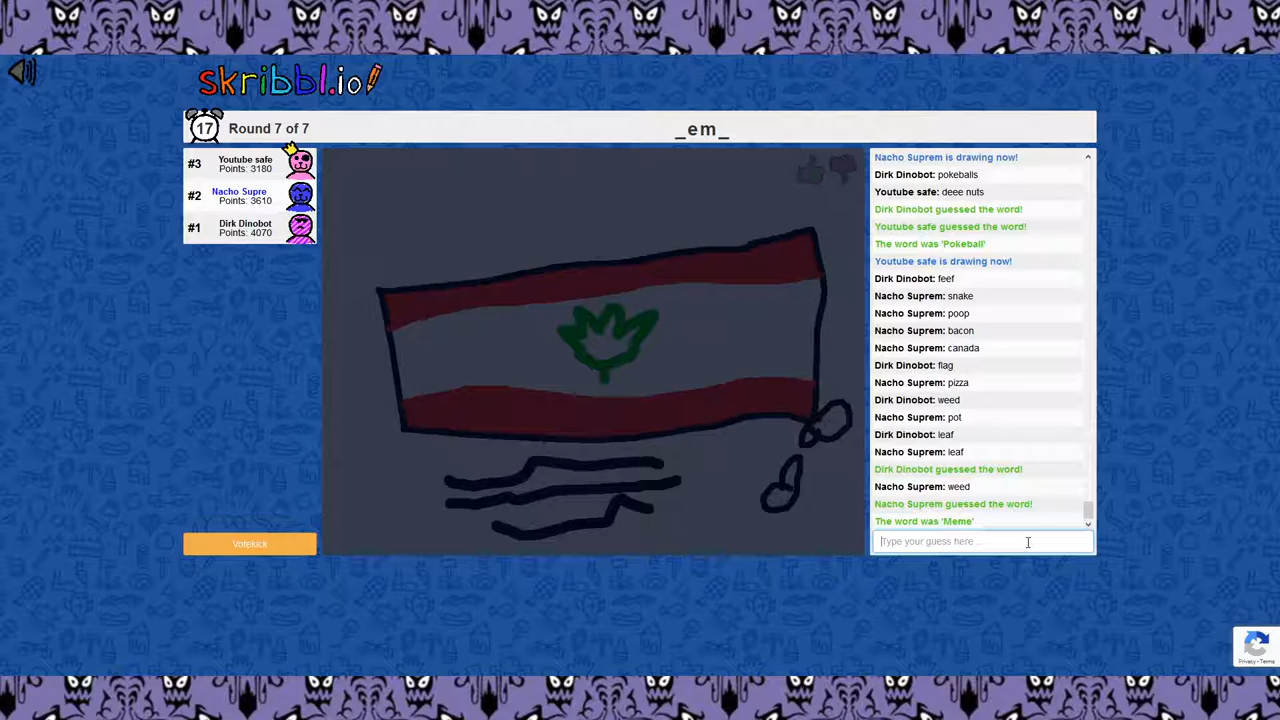 skribbl.io
17
Round 7 of 7
_em_
#3
Youtube safe
Points: 3180
#2
Nacho Supre
Points: 3610
#1
Dirk Dinobot
Points: 4070
Votekick
Nacho Suprem is drawing now!
Dirk Dinobot: pokeballs
Youtube safe: deee nuts
Dirk Dinobot guessed the word!
Youtube safe guessed the word!
The word was 'Pokeball'
Youtube safe is drawing now!
Dirk Dinobot: feef
Nacho Suprem: snake
Nacho Suprem: poop
Nacho Suprem: bacon
Nacho Suprem: canada
Dirk Dinobot: flag
Nacho Suprem: pizza
Dirk Dinobot: weed
Nacho Suprem: pot
Dirk Dinobot: leaf
Nacho Suprem: leaf
Dirk Dinobot guessed the word!
Nacho Suprem: weed
Nacho Suprem guessed the word!
The word was 'Meme'
Type your guess here ...
Privacy - Terms